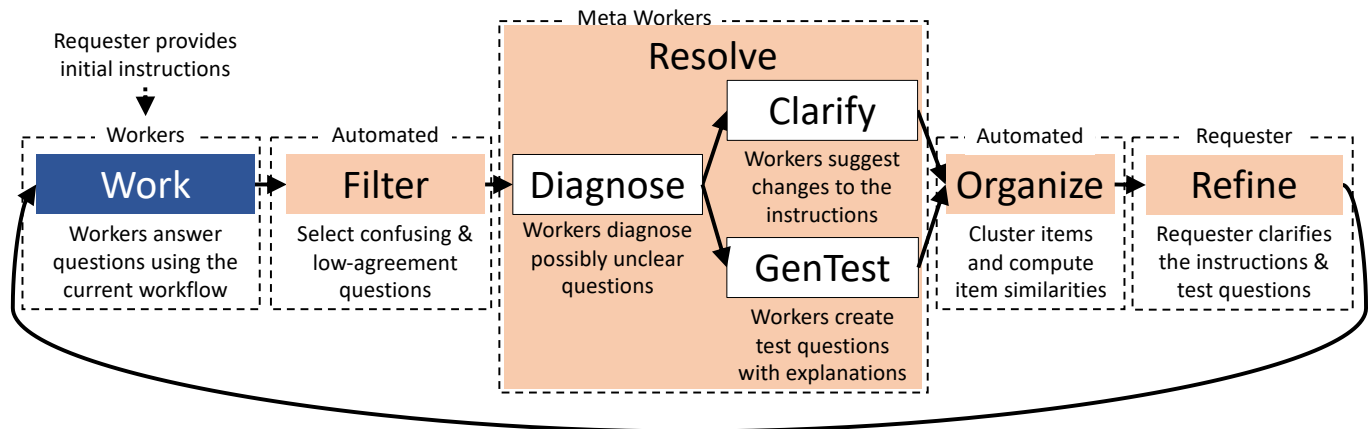 Requester provides
initial instructions
Workers
Work
Workers answer
questions using the
current workflow
Automated
Filter
Select confusing &
low-agreement
questions
Meta Workers
Resolve
Diagnose
Workers diagnose
possibly unclear
questions
Clarify
Workers suggest
changes to the
instructions
GenTest
Workers create
test questions
with explanations
Automated
Organize
Cluster items
and compute
item similarities
Requester
Refine
Requester clarifies
the instructions &
test questions